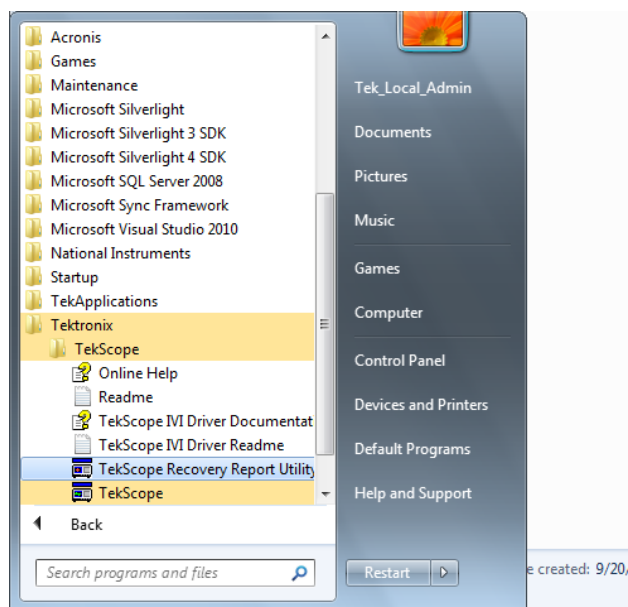 Acronis
Games
Maintenance
Microsoft Silverlight
Microsoft Silverlight 3 SDK
Microsoft Silverlight 4 SDK
Microsoft SQL Server 2008
Microsoft Sync Framework
Microsoft Visual Studio 2010
National Instruments
Startup
TekApplications
Tektronix
TekScope
Online Help
Readme
TekScope IVI Driver Documentat
TekScope IVI Driver Readme
TekScope Recovery Report Utility
TekScope
Back
Search programs and files
Tek_Local_Admin
Documents
Pictures
Music
Games
Computer
Control Panel
Devices and Printers
Default Programs
Help and Support
Restart
e created: 9/20/